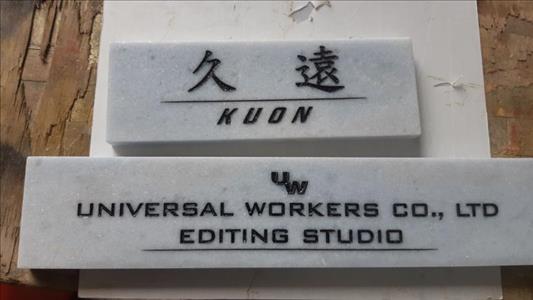 久遠
KUON
UW
UNIVERSAL WORKERS CO., LTD
EDITING STUDIO